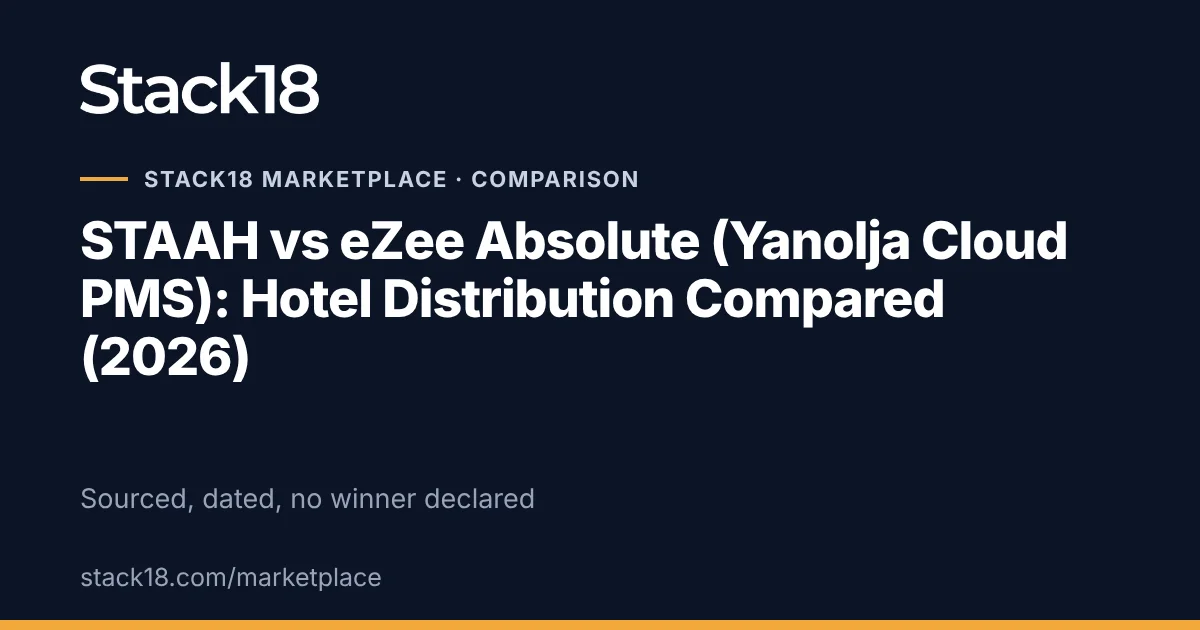 Stack18
STACK18 MARKETPLACE · COMPARISON
STAAH vs eZee Absolute (Yanolja Cloud
PMS): Hotel Distribution Compared
(2026)
Sourced, dated, no winner declared
stack18.com/marketplace